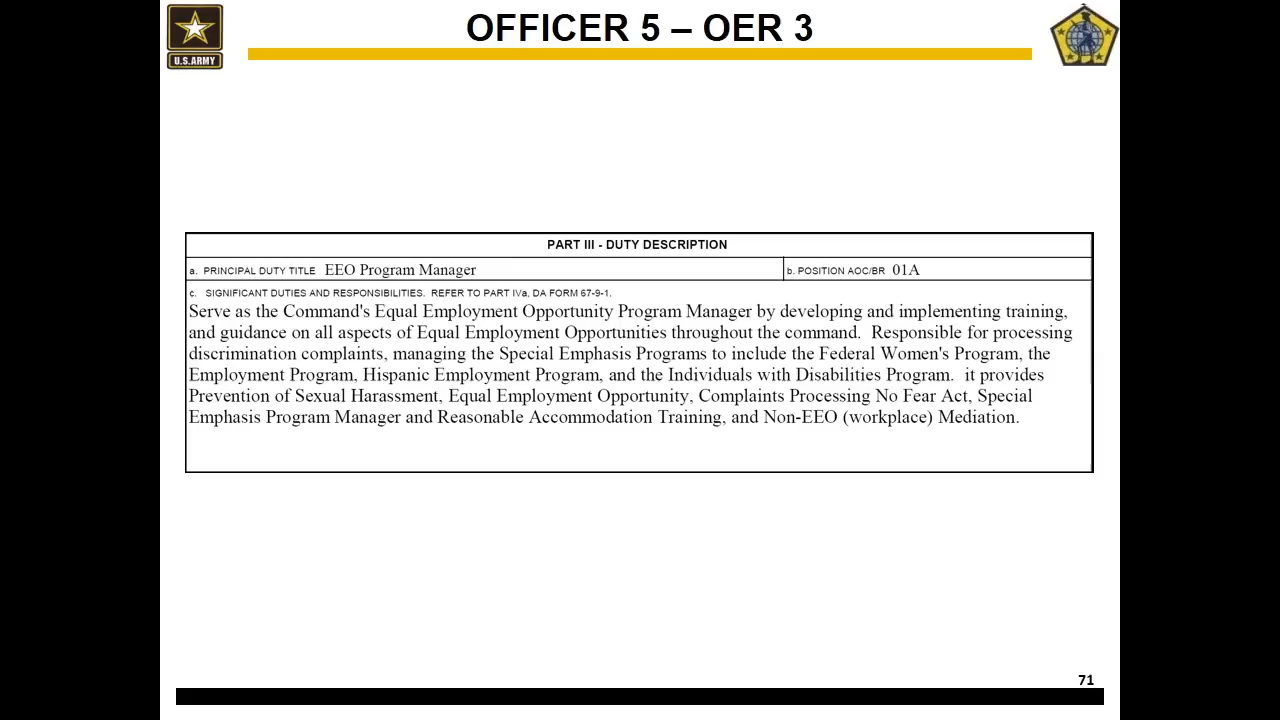 OFFICER 5 – OER 3
U.S.ARMY
PART III - DUTY DESCRIPTION
a. PRINCIPAL DUTY TITLE EEO Program Manager
b. POSITION AOC/BR 01A
c. SIGNIFICANT DUTIES AND RESPONSIBILITIES. REFER TO PART IVa, DA FORM 67-9-1.
Serve as the Command's Equal Employment Opportunity Program Manager by developing and implementing training,
and guidance on all aspects of Equal Employment Opportunities throughout the command. Responsible for processing
discrimination complaints, managing the Special Emphasis Programs to include the Federal Women's Program, the
Employment Program, Hispanic Employment Program, and the Individuals with Disabilities Program. it provides
Prevention of Sexual Harassment, Equal Employment Opportunity, Complaints Processing No Fear Act, Special
Emphasis Program Manager and Reasonable Accommodation Training, and Non-EEO (workplace) Mediation.
71